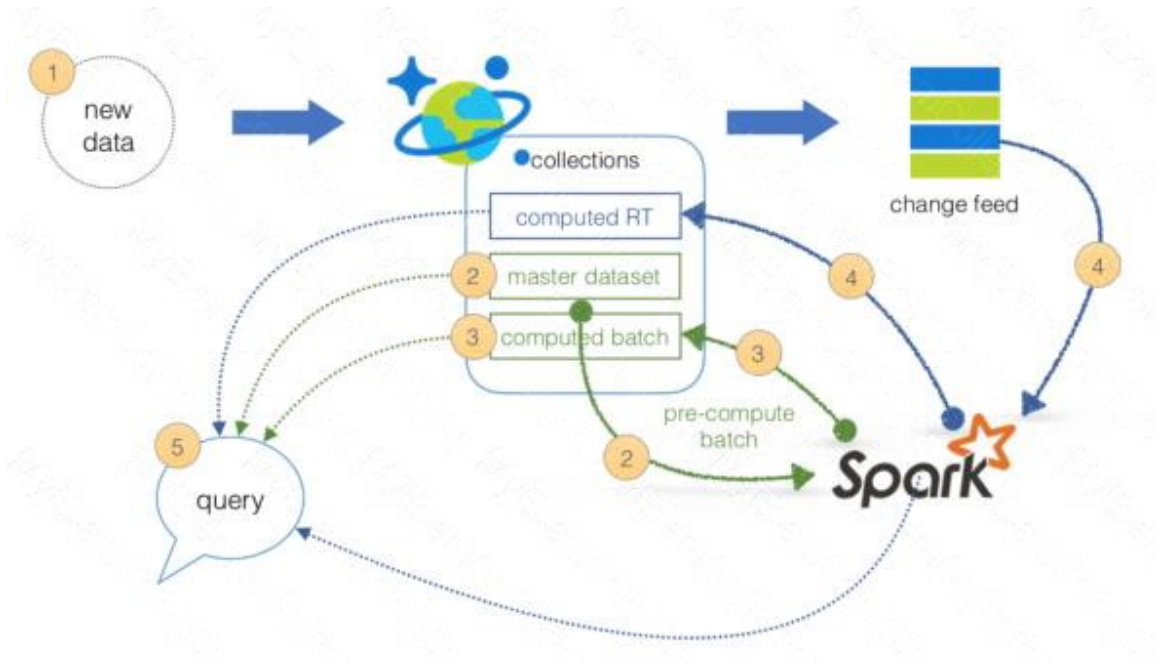 1
new
data
collections
computed RT
change feed
4
4
2
master dataset
3
computed batch
3
pre-compute
batch
2
5
query
Spark